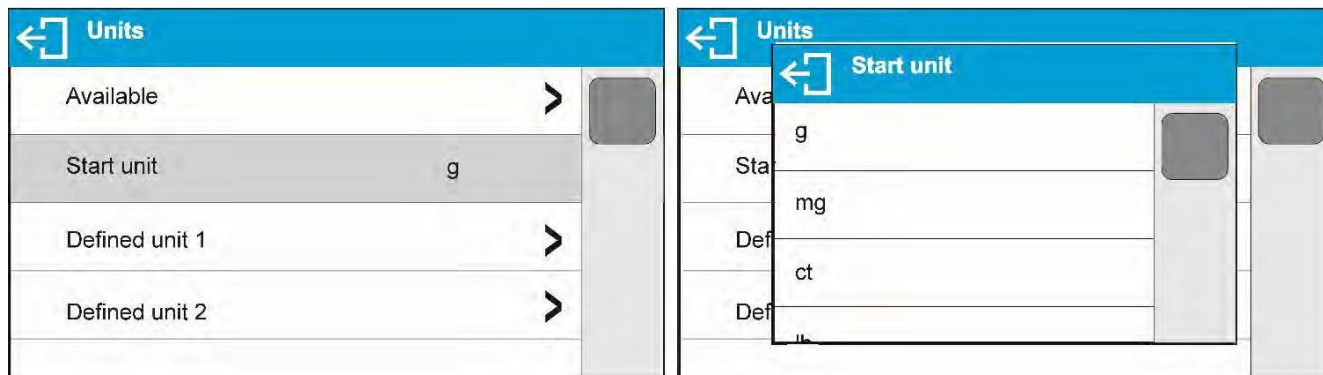 Units
Available
Start unit g
Defined unit 1
Defined unit 2
Units
Start unit
Ava
g
Sta
mg
Def
ct
Def
lb